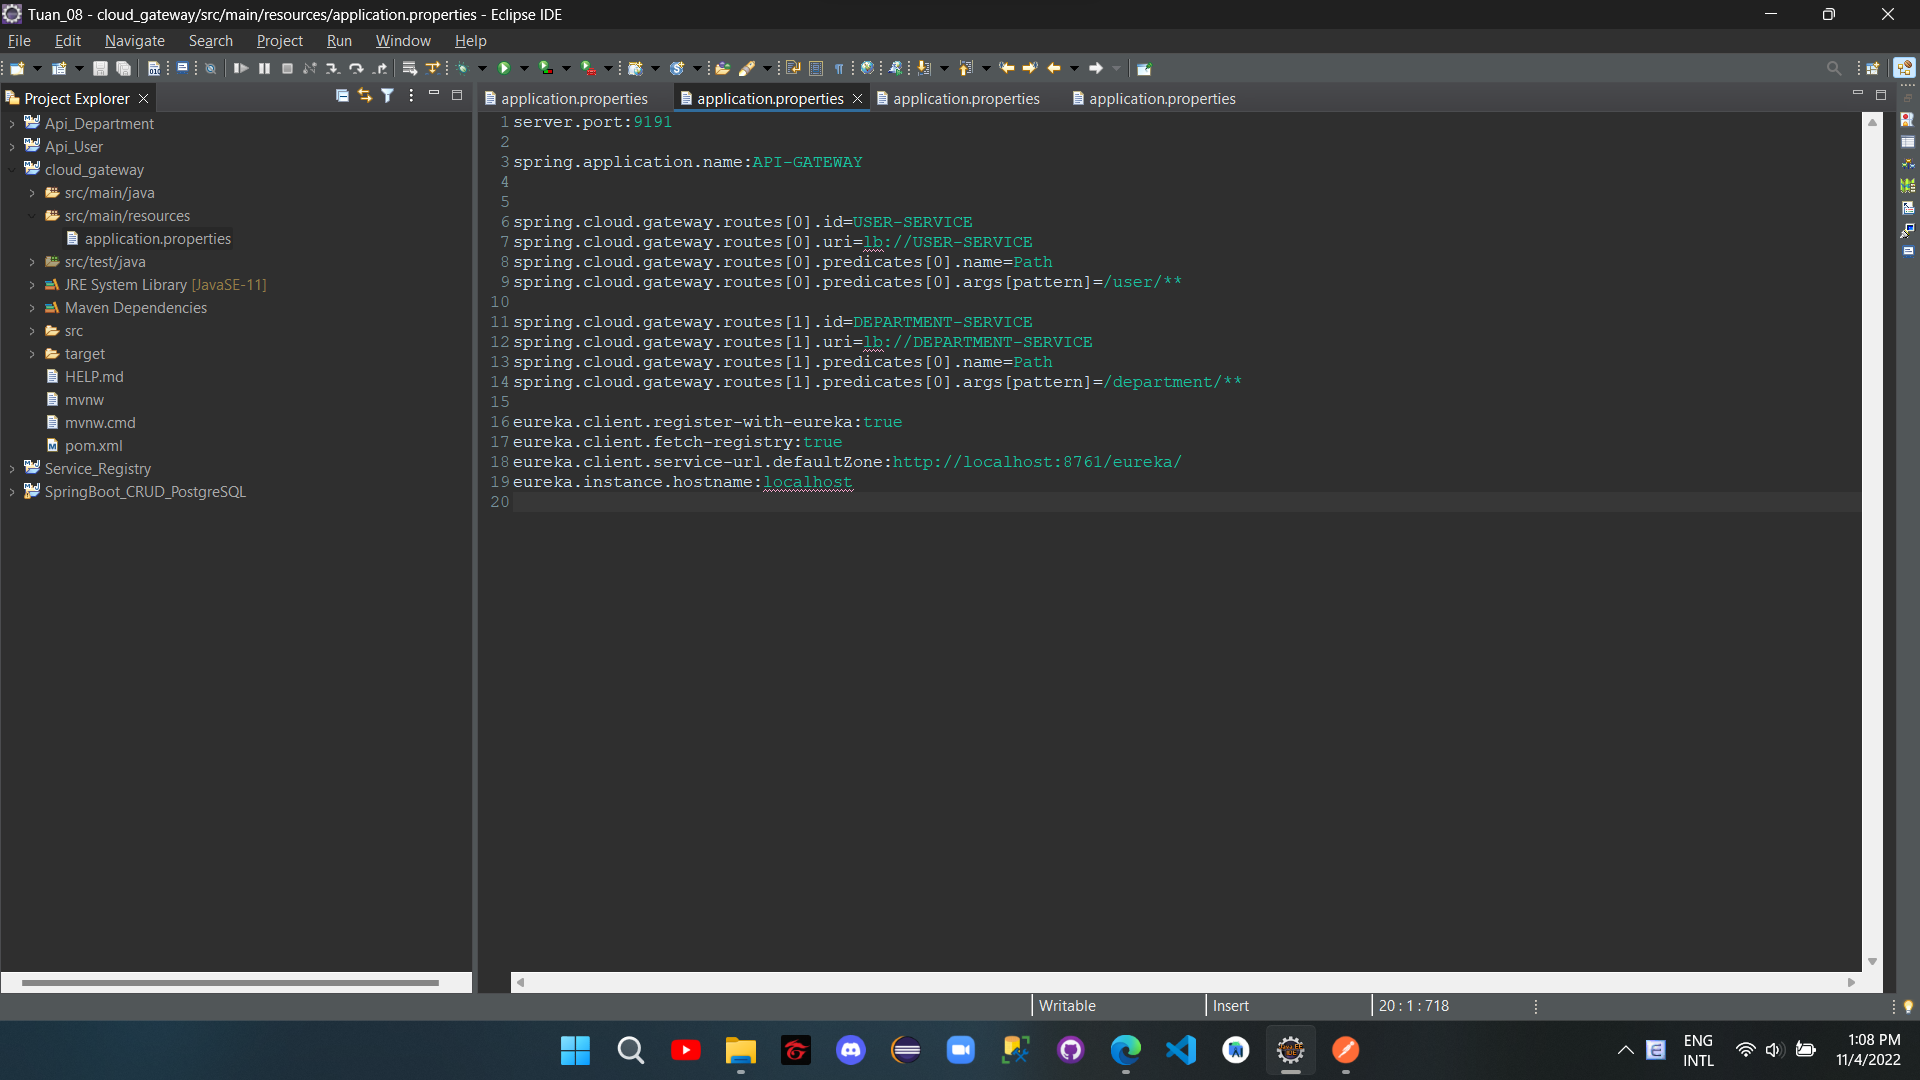 Tuan_08 - cloud_gateway/src/main/resources/application.properties - Eclipse IDE
File Edit Navigate Search Project Run Window Help
Project Explorer
application.properties application.properties application.properties application.properties
Api_Department
Api_User
cloud_gateway
src/main/java
src/main/resources
application.properties
src/test/java
JRE System Library [JavaSE-11]
Maven Dependencies
src
target
HELP.md
mvnw
mvnw.cmd
pom.xml
Service_Registry
SpringBoot_CRUD_PostgreSQL
1 server.port:9191
2
3 spring.application.name:API-GATEWAY
4
5
6 spring.cloud.gateway.routes[0].id=USER-SERVICE
7 spring.cloud.gateway.routes[0].uri=lb://USER-SERVICE
8 spring.cloud.gateway.routes[0].predicates[0].name=Path
9 spring.cloud.gateway.routes[0].predicates[0].args[pattern]=/user/**
10
11 spring.cloud.gateway.routes[1].id=DEPARTMENT-SERVICE
12 spring.cloud.gateway.routes[1].uri=lb://DEPARTMENT-SERVICE
13 spring.cloud.gateway.routes[1].predicates[0].name=Path
14 spring.cloud.gateway.routes[1].predicates[0].args[pattern]=/department/**
15
16 eureka.client.register-with-eureka:true
17 eureka.client.fetch-registry:true
18 eureka.client.service-url.defaultZone:http://localhost:8761/eureka/
19 eureka.instance.hostname:localhost
20
Writable Insert 20 : 1 : 718
ENG
INTL
1:08 PM
11/4/2022